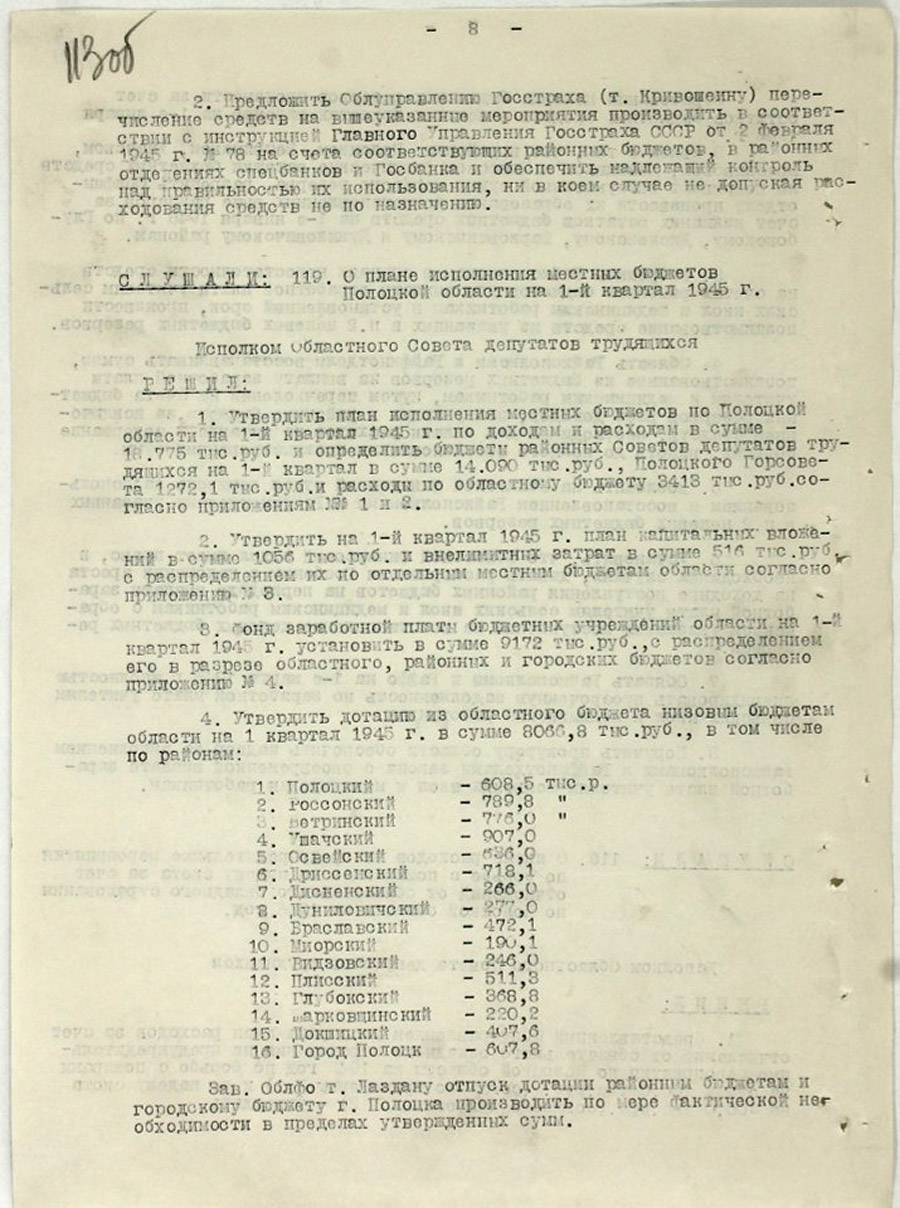 - 8 -
113об
2. Предложить Облуправлению Госстраха (т. Кривошеину) пере-
числение средств на вышеуказанные мероприятия производить в соответ-
ствии с инструкцией Главного Управления Госстраха СССР от 2 февраля
1945 г. № 78 на счета соответствующих районных бюджетов, в районных
отделениях спецбанков и Госбанка и обеспечить надлежащий контроль
над правильностью их использования, ни в коем случае не допуская рас-
ходования средств не по назначению.
СЛУШАЛИ: 119. О плане исполнения местных бюджетов
Полоцкой области на 1-й квартал 1945 г.
Исполком Областного Совета депутатов трудящихся
РЕШИЛ:
1. Утвердить план исполнения местных бюджетов по Полоцкой
области на 1-й квартал 1945 г. по доходам и расходам в сумме -
18.775 тыс.руб. и определить бюджеты районных Советов депутатов тру-
дящихся на 1-й квартал в сумме 14.090 тыс.руб., Полоцкого Горсове-
та 1272,1 тыс.руб.и расходы по областному бюджету 3413 тыс.руб.со-
гласно приложениям №№ 1 и 2.
2. Утвердить на 1-й квартал 1945 г. план капитальных вложе-
ний в сумме 1056 тыс.руб. и внелимитных затрат в сумме 516 тыс.руб.
с распределением их по отдельным местным бюджетам области согласно
приложению № 3.
3. Фонд заработной платы бюджетных учреждений области на 1-й
квартал 1945 г. установить в сумме 9172 тыс.руб.,с распределением
его в разрезе областного, районных и городских бюджетов согласно
приложению № 4.
4. Утвердить дотацию из областного бюджета низовым бюджетам
области на 1 квартал 1945 г. в сумме 8066,8 тыс.руб., в том числе
по районам:
1. Полоцкий - 608,5 тыс.р.
2. Россонский - 789,8 "
3. Ветринский - 776,0 "
4. Ушачский - 907,0
5. Освейский - 636,0
6. Дриссенский - 718,1
7. Дисненский - 266,0
8. Дуниловичский - 277,0
9. Браславский - 472,1
10. Миорский - 190,1
11. Видзовский - 246,0
12. Плисский - 511,3
13. Глубокский - 368,8
14. Шарковщинский - 220,2
15. Докшицкий - 407,6
16. Город Полоцк - 607,8
Зав. Облфо т. Лаздану отпуск дотации районным бюджетам и
городскому бюджету г. Полоцка производить по мере фактической не-
обходимости в пределах утвержденных сумм.